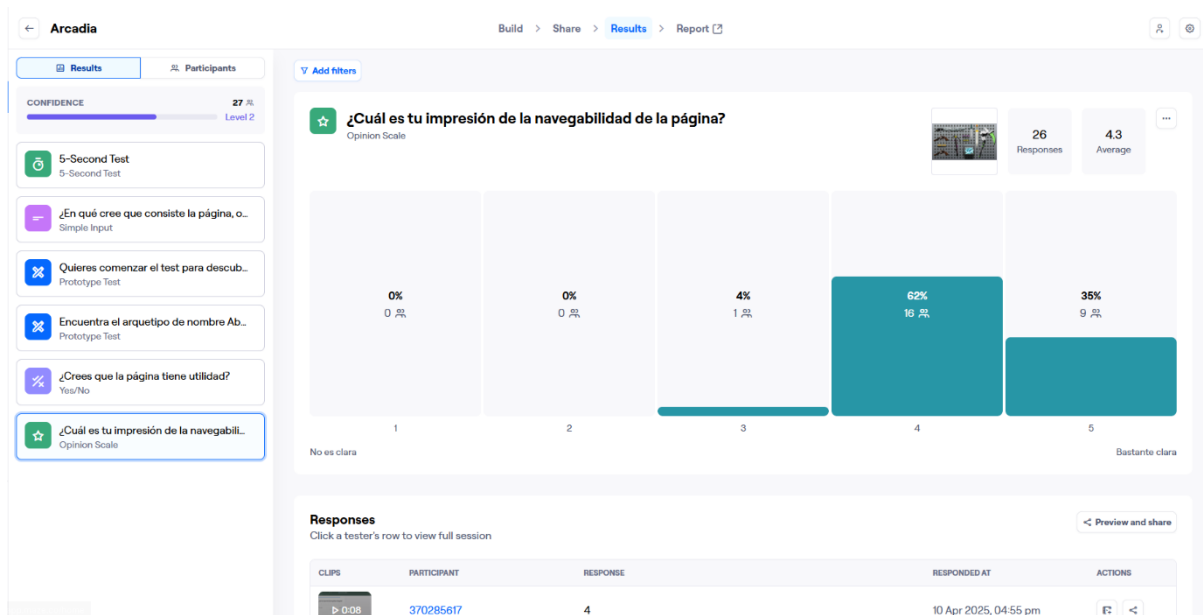 Arcadia
Build > Share > Results > Report
Results
Participants
CONFIDENCE
27
Level 2
5-Second Test
5-Second Test
¿En qué cree que consiste la página, o...
Simple Input
Quieres comenzar el test para descub...
Prototype Test
Encuentra el arquetipo de nombre Ab...
Prototype Test
¿Crees que la página tiene utilidad?
Yes/No
¿Cuál es tu impresión de la navegabili...
Opinion Scale
Add filters
¿Cuál es tu impresión de la navegabilidad de la página?
Opinion Scale
26
Responses
4.3
Average
0%
0
0%
0
4%
1
62%
16
35%
9
1
2
3
4
5
No es clara
Bastante clara
Responses
Click a tester's row to view full session
Preview and share
CLIPS
PARTICIPANT
RESPONSE
RESPONDED AT
ACTIONS
0:08
370285617
4
10 Apr 2025, 04:55 pm